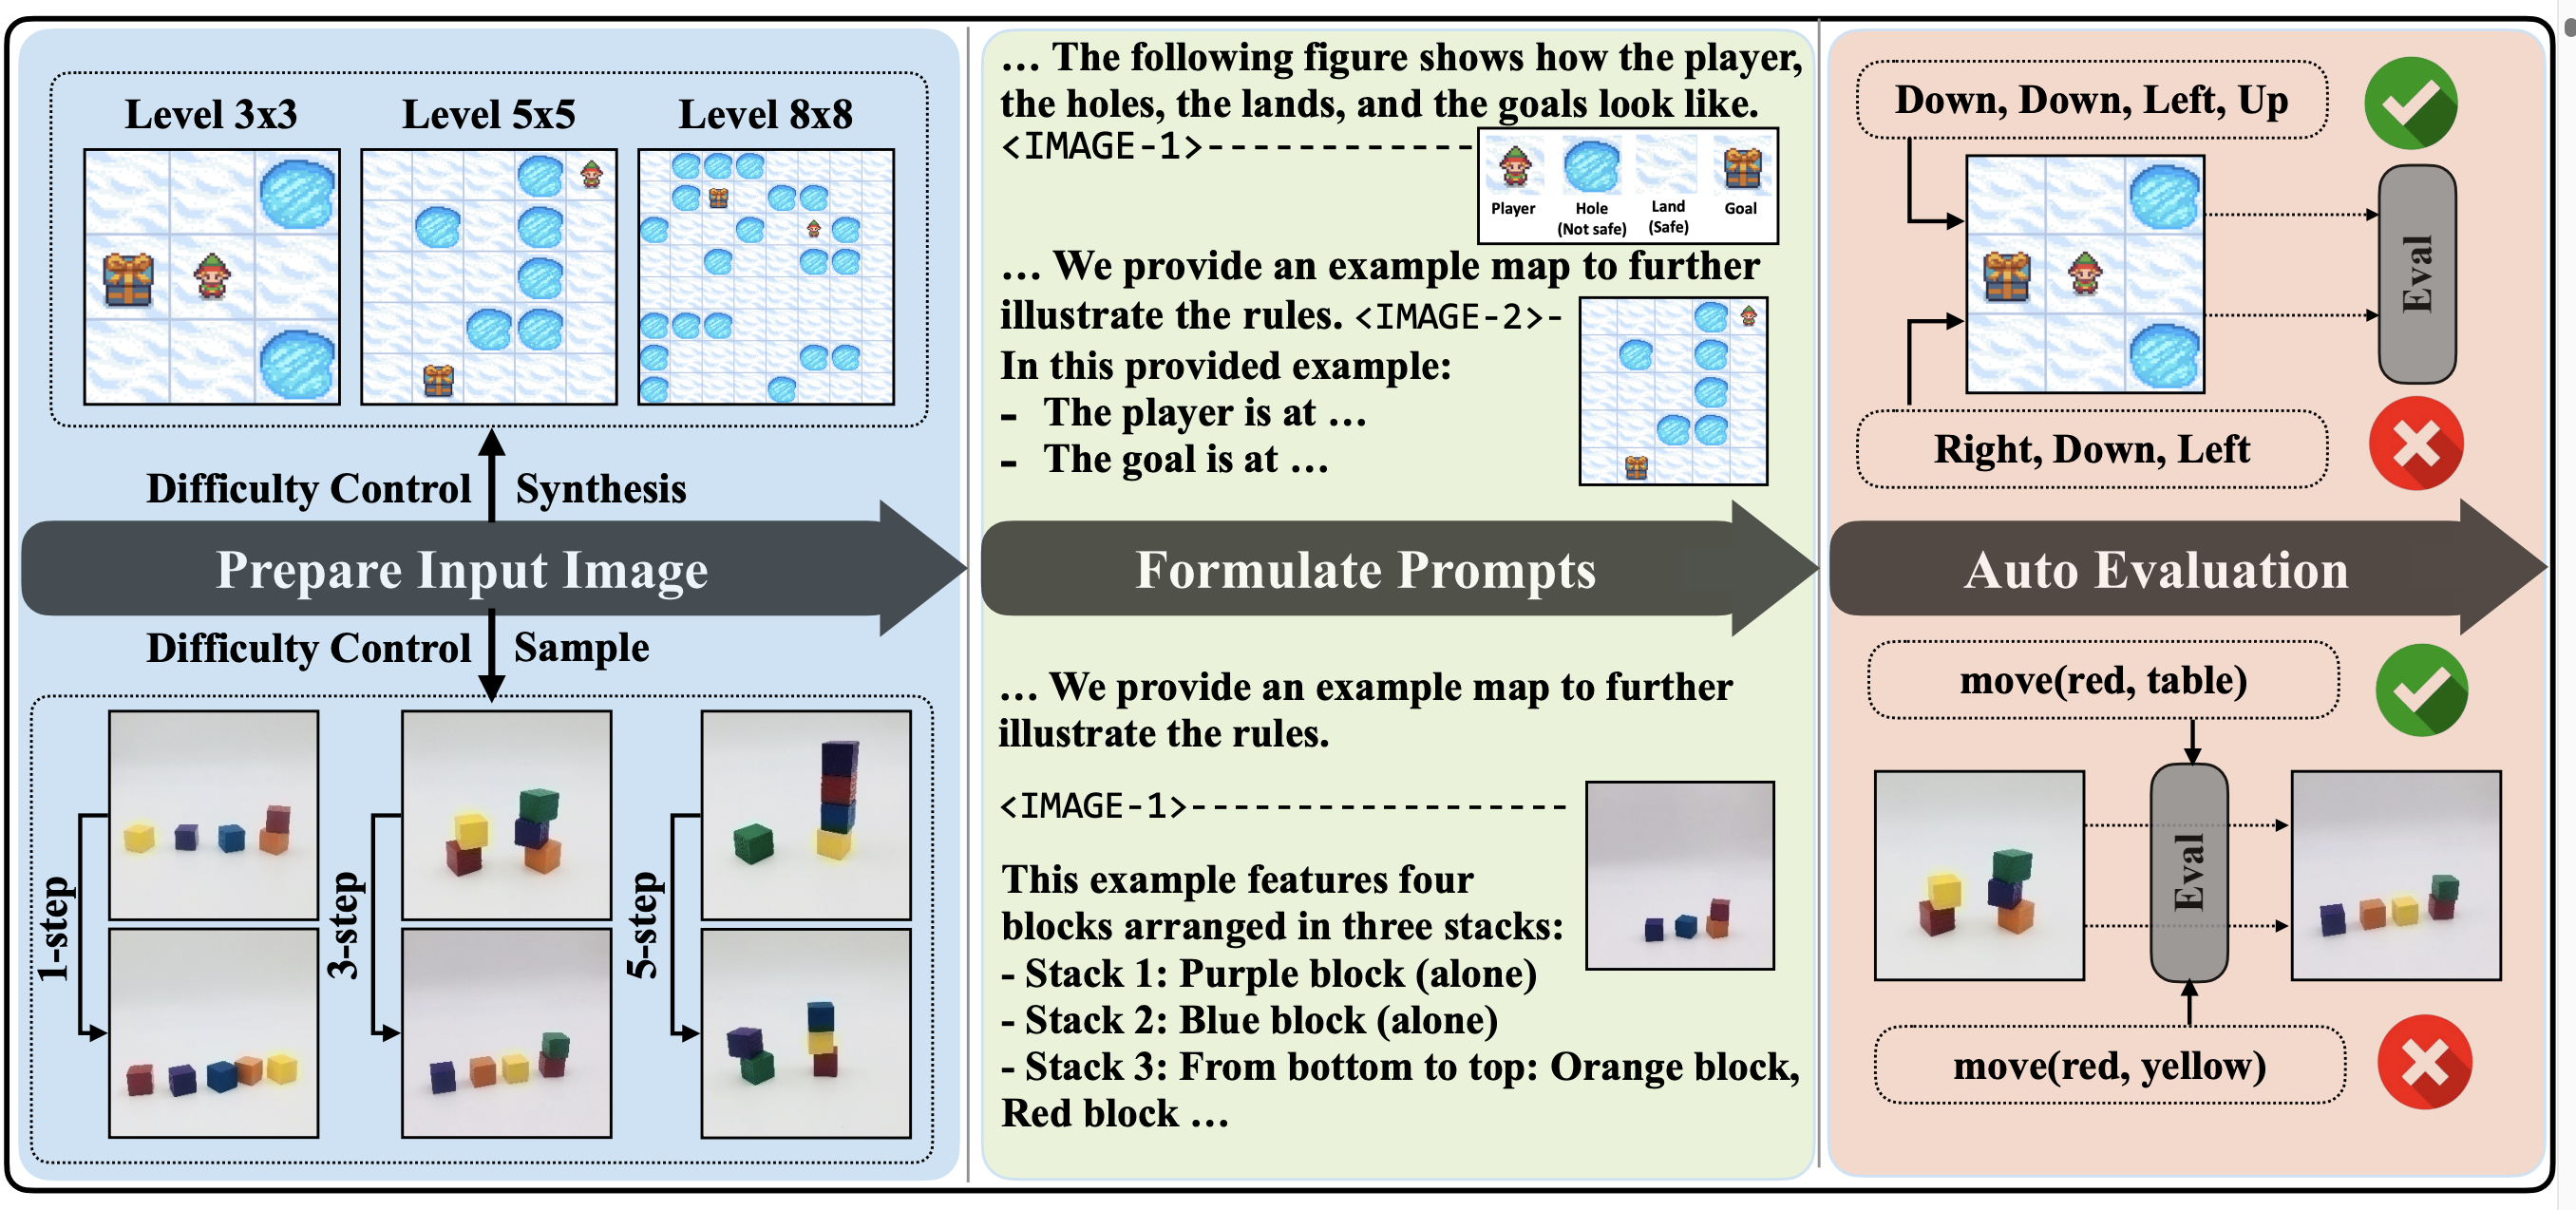 Level 3x3
Level 5x5
Level 8x8
Difficulty Control
Synthesis
Prepare Input Image
Difficulty Control
Sample
1-step
3-step
5-step
… The following figure shows how the player,
the holes, the lands, and the goals look like.
<IMAGE-1>------------
Player
Hole
(Not safe)
Land
(Safe)
Goal
… We provide an example map to further
illustrate the rules. <IMAGE-2>-
In this provided example:
- The player is at …
- The goal is at …
Formulate Prompts
… We provide an example map to further
illustrate the rules.
<IMAGE-1>-----------------
This example features four
blocks arranged in three stacks:
- Stack 1: Purple block (alone)
- Stack 2: Blue block (alone)
- Stack 3: From bottom to top: Orange block,
Red block …
Down, Down, Left, Up
Eval
Right, Down, Left
Auto Evaluation
move(red, table)
Eval
move(red, yellow)